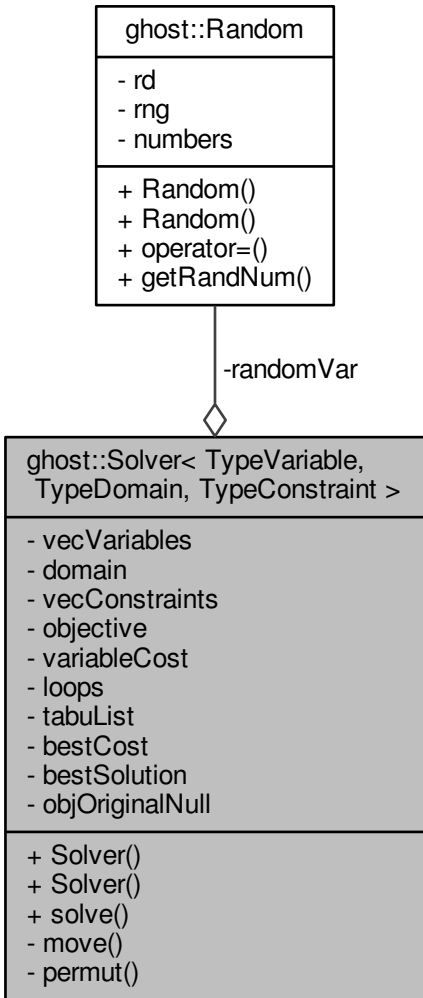 ghost::Random
- rd
- rng
- numbers
+ Random()
+ Random()
+ operator=()
+ getRandNum()
-randomVar
ghost::Solver< TypeVariable,
TypeDomain, TypeConstraint >
- vecVariables
- domain
- vecConstraints
- objective
- variableCost
- loops
- tabuList
- bestCost
- bestSolution
- objOriginalNull
+ Solver()
+ Solver()
+ solve()
- move()
- permut()